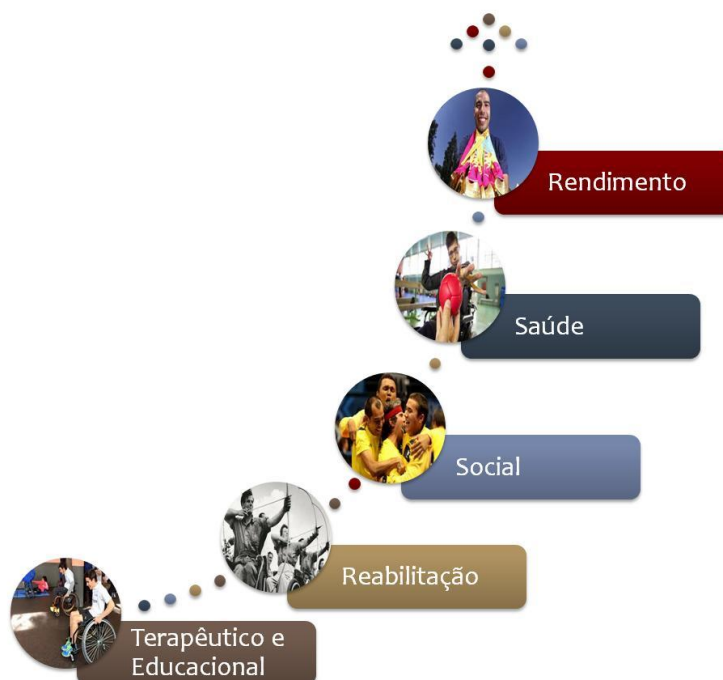 Rendimento
Saúde
Social
Reabilitação
Terapêutico e
Educacional